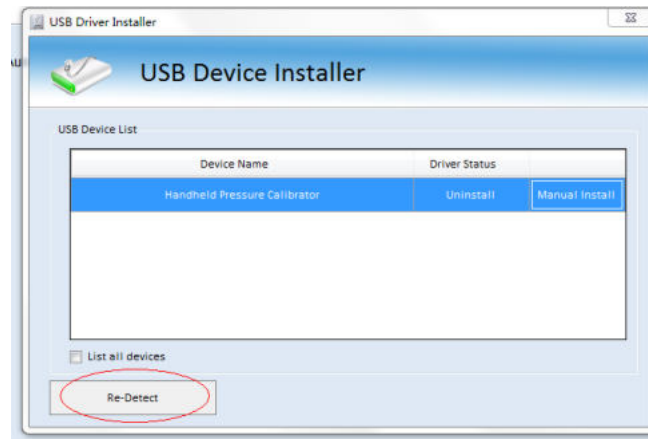 USB Driver Installer
USB Device Installer
USB Device List
Device Name Driver Status
Handheld Pressure Calibrator Uninstall Manual Install
List all devices
Re-Detect